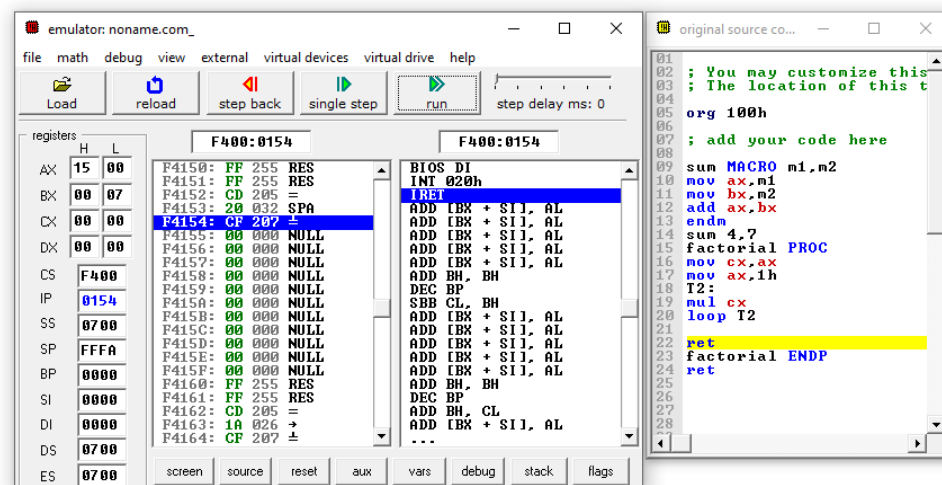 emulator: noname.com_
file math debug view external virtual devices virtual drive help
Load reload step back single step run step delay ms: 0
registers
H L
AX 15 00
BX 00 07
CX 00 00
DX 00 00
CS F400
IP 0154
SS 0700
SP FFFA
BP 0000
SI 0000
DI 0000
DS 0700
ES 0700
F400:0154
F4150: FF 255 RES
F4151: FF 255 RES
F4152: CD 205 =
F4153: 20 032 SPA
F4154: CF 207 ╧
F4155: 00 000 NULL
F4156: 00 000 NULL
F4157: 00 000 NULL
F4158: 00 000 NULL
F4159: 00 000 NULL
F415A: 00 000 NULL
F415B: 00 000 NULL
F415C: 00 000 NULL
F415D: 00 000 NULL
F415E: 00 000 NULL
F415F: 00 000 NULL
F4160: FF 255 RES
F4161: FF 255 RES
F4162: CD 205 =
F4163: 1A 026 →
F4164: CF 207 ╧
F400:0154
BIOS DI
INT 020h
IRET
ADD [BX + SI], AL
ADD [BX + SI], AL
ADD [BX + SI], AL
ADD BH, BH
DEC BP
SBB CL, BH
ADD [BX + SI], AL
ADD [BX + SI], AL
ADD [BX + SI], AL
ADD [BX + SI], AL
ADD [BX + SI], AL
ADD BH, BH
DEC BP
ADD BH, CL
ADD [BX + SI], AL
...
screen source reset aux vars debug stack flags
original source co...
01
02 ; You may customize this
03 ; The location of this t
04
05 org 100h
06
07 ; add your code here
08
09 sum MACRO m1,m2
10 mov ax,m1
11 mov bx,m2
12 add ax,bx
13 endm
14 sum 4,7
15 factorial PROC
16 mov cx,ax
17 mov ax,1h
18 T2:
19 mul cx
20 loop T2
21
22 ret
23 factorial ENDP
24 ret
25
26
27
28